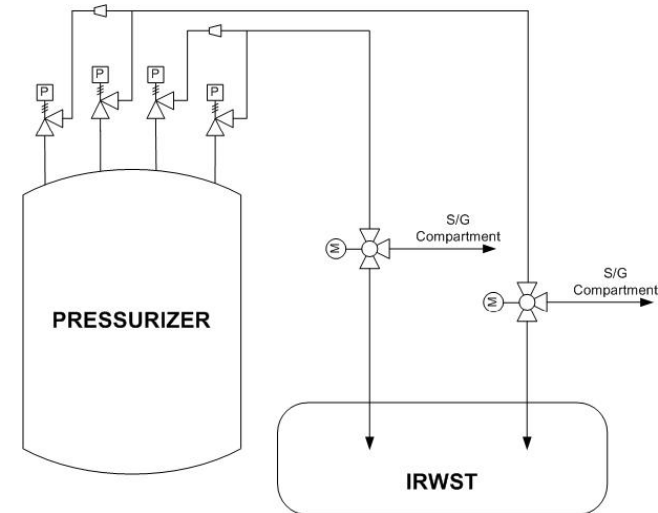 P
P
P
P
S/G
Compartment
M
S/G
Compartment
M
PRESSURIZER
IRWST